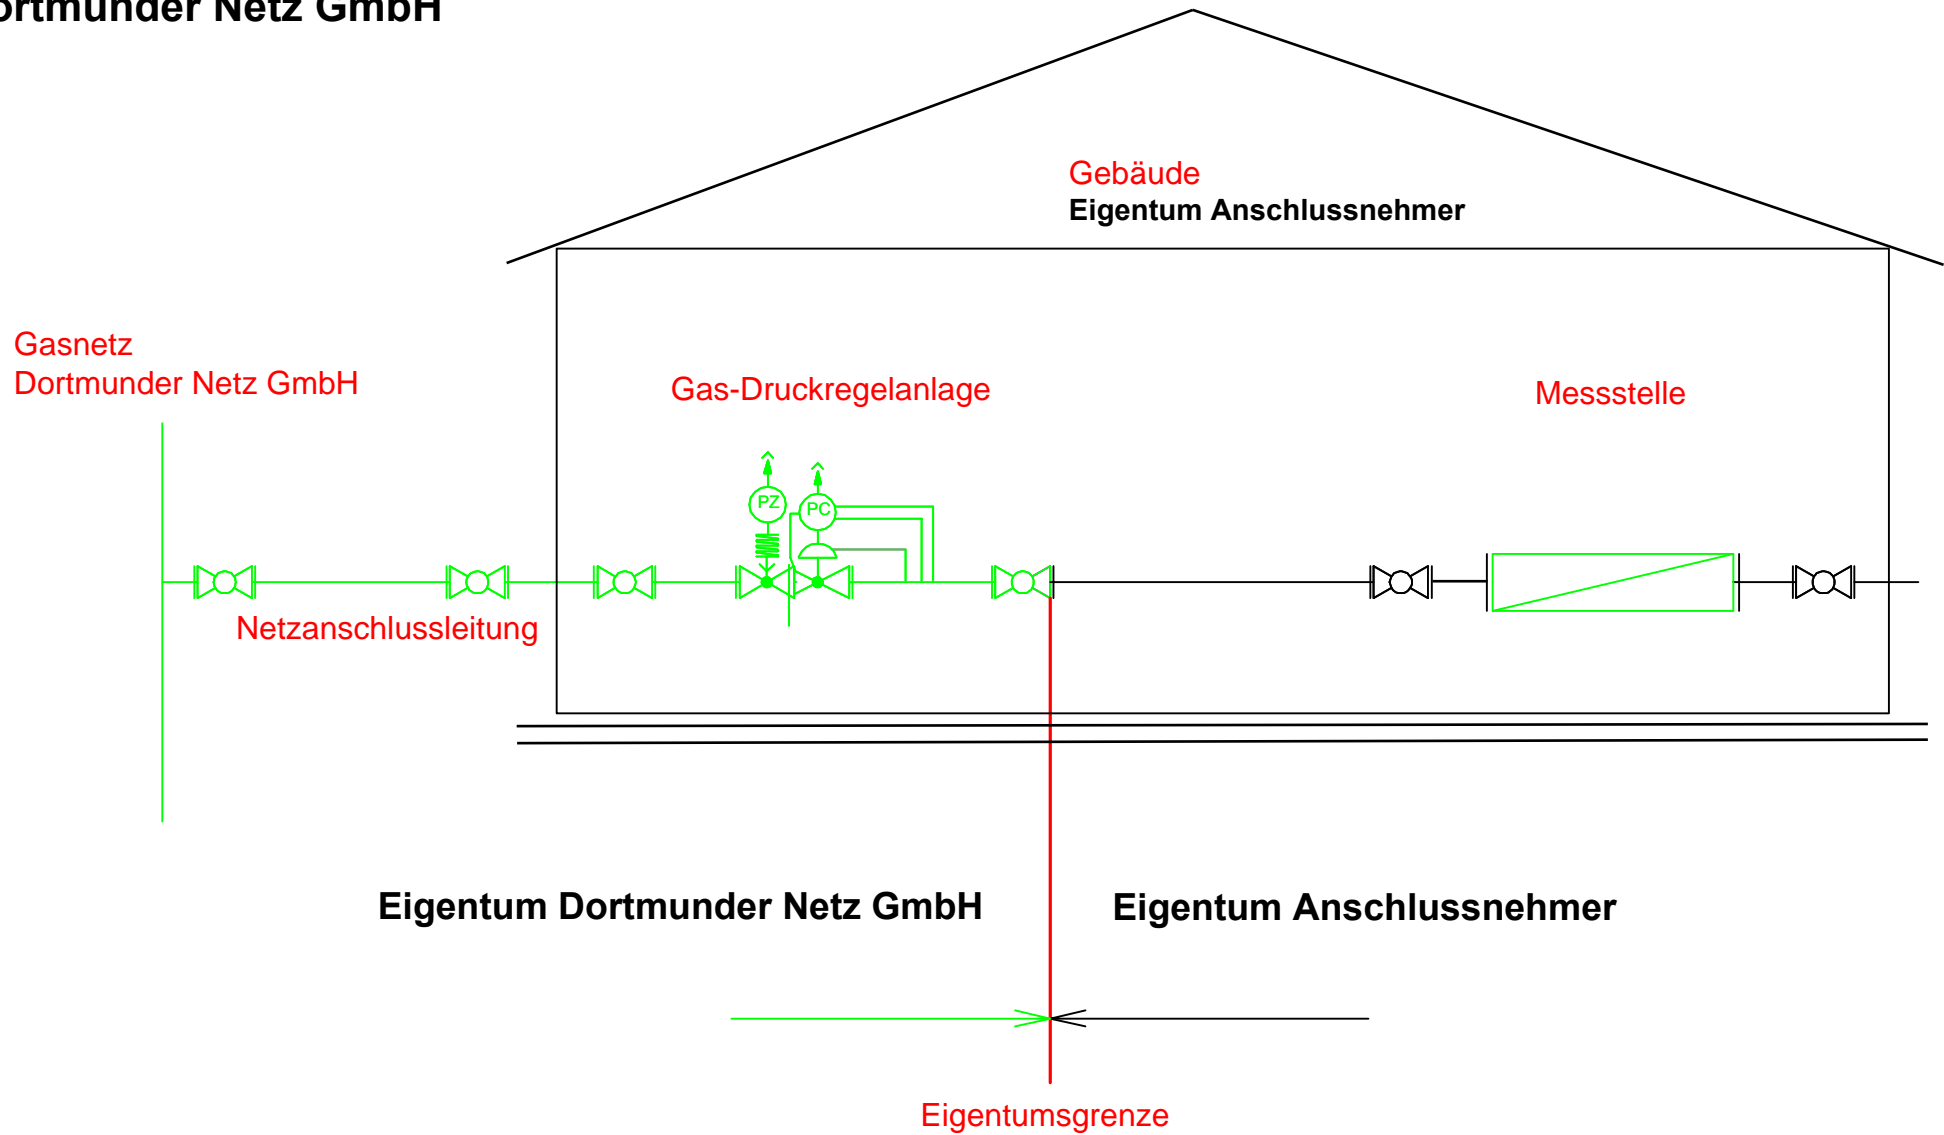 ortmunder Netz GmbH
Gebäude
Eigentum Anschlussnehmer
Gasnetz
Dortmunder Netz GmbH
Gas-Druckregelanlage
Messstelle
PZ
PC
Netzanschlussleitung
Eigentum Dortmunder Netz GmbH
Eigentum Anschlussnehmer
Eigentumsgrenze